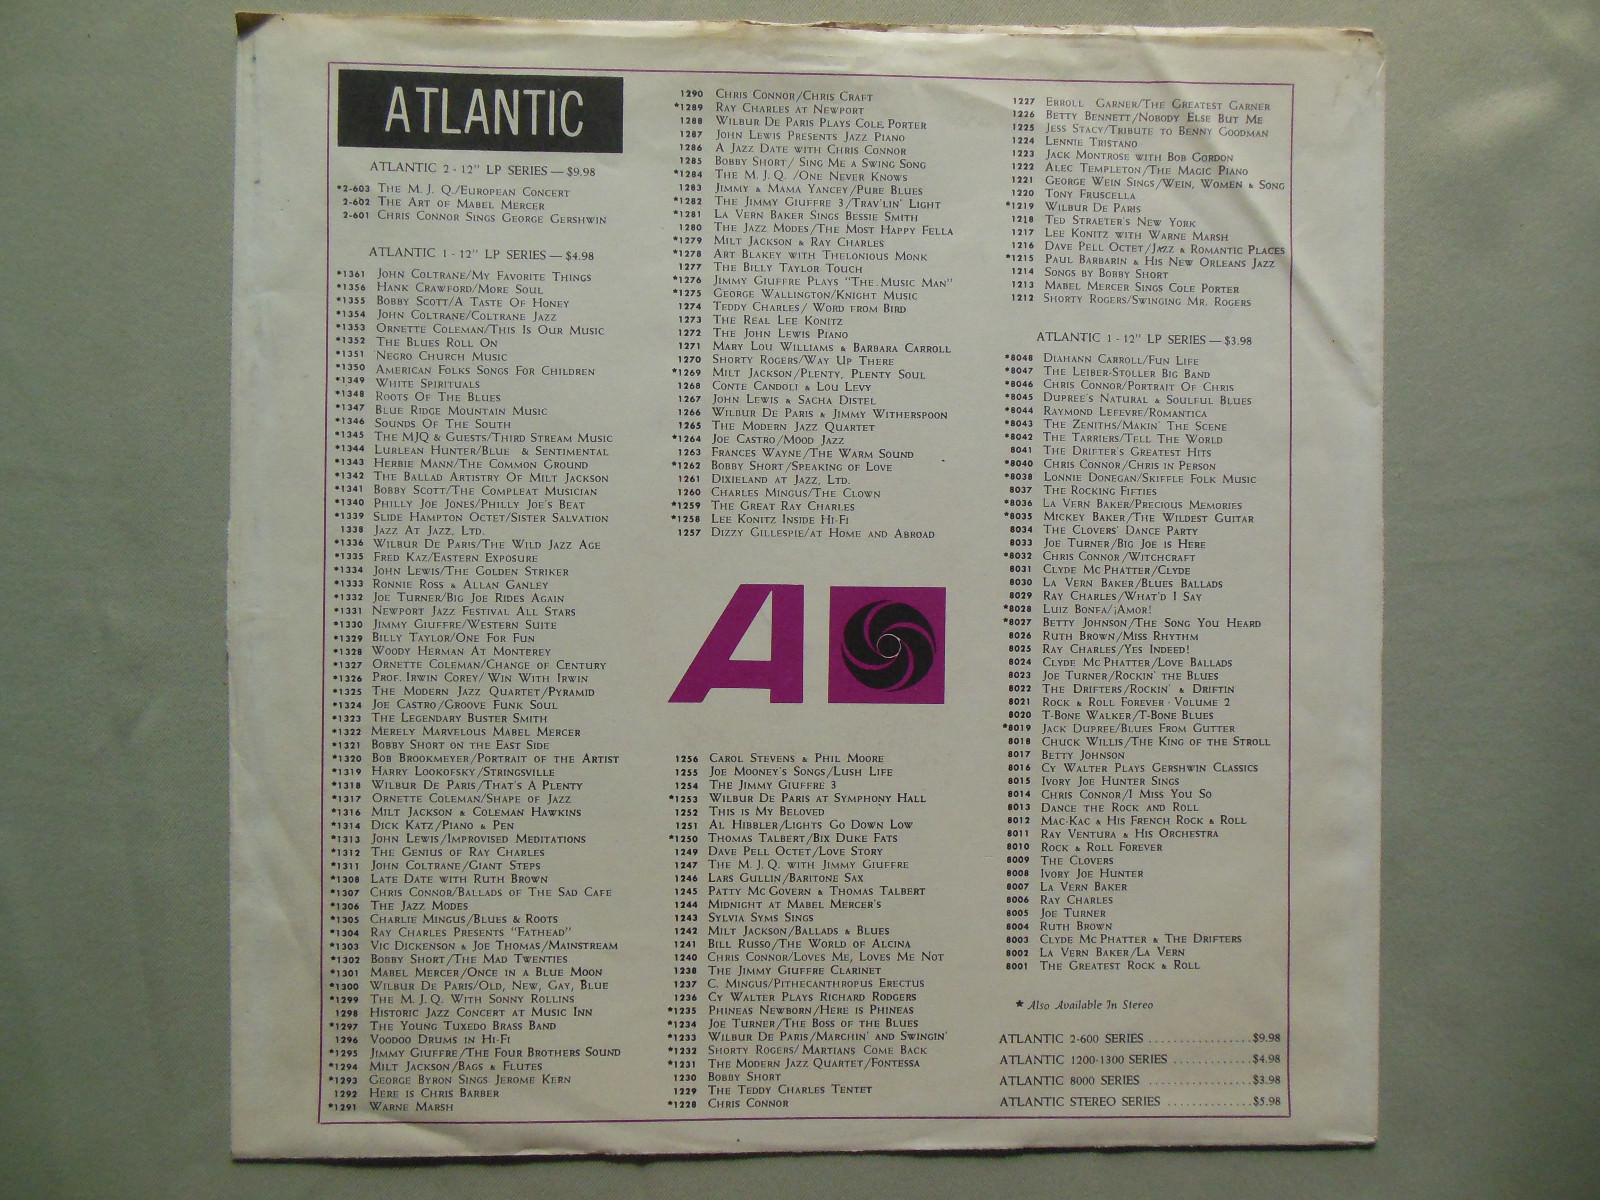 ATLANTIC
ATLANTIC 2 - 12" LP SERIES — $9.98
*2-603 The M. J. Q./European Concert
2-602 The Art of Mabel Mercer
2-601 Chris Connor Sings George Gershwin
ATLANTIC 1 - 12" LP SERIES — $4.98
*1361 John Coltrane/My Favorite Things
*1356 Hank Crawford/More Soul
*1355 Bobby Scott/A Taste Of Honey
*1354 John Coltrane/Coltrane Jazz
*1353 Ornette Coleman/This Is Our Music
*1352 The Blues Roll On
*1351 Negro Church Music
*1350 American Folks Songs For Children
*1349 White Spirituals
*1348 Roots Of The Blues
*1347 Blue Ridge Mountain Music
*1346 Sounds Of The South
*1345 The MJQ & Guests/Third Stream Music
*1344 Lurlean Hunter/Blue & Sentimental
*1343 Herbie Mann/The Common Ground
*1342 The Ballad Artistry Of Milt Jackson
*1341 Bobby Scott/The Compleat Musician
*1340 Philly Joe Jones/Philly Joe's Beat
*1339 Slide Hampton Octet/Sister Salvation
1338 Jazz At Jazz, Ltd.
*1336 Wilbur De Paris/The Wild Jazz Age
*1335 Fred Kaz/Eastern Exposure
*1334 John Lewis/The Golden Striker
*1333 Ronnie Ross & Allan Ganley
*1332 Joe Turner/Big Joe Rides Again
*1331 Newport Jazz Festival All Stars
*1330 Jimmy Giuffre/Western Suite
*1329 Billy Taylor/One For Fun
*1328 Woody Herman At Monterey
*1327 Ornette Coleman/Change of Century
*1326 Prof. Irwin Corey/ Win With Irwin
*1325 The Modern Jazz Quartet/Pyramid
*1324 Joe Castro/Groove Funk Soul
*1323 The Legendary Buster Smith
*1322 Merely Marvelous Mabel Mercer
*1321 Bobby Short on the East Side
*1320 Bob Brookmeyer/Portrait of the Artist
*1319 Harry Lookofsky/Stringsville
*1318 Wilbur De Paris/That's A Plenty
*1317 Ornette Coleman/Shape of Jazz
*1316 Milt Jackson & Coleman Hawkins
*1314 Dick Katz/Piano & Pen
*1313 John Lewis/Improvised Meditations
*1312 The Genius of Ray Charles
*1311 John Coltrane/Giant Steps
*1308 Late Date with Ruth Brown
*1307 Chris Connor/Ballads of The Sad Cafe
*1306 The Jazz Modes
*1305 Charlie Mingus/Blues & Roots
*1304 Ray Charles Presents "Fathead"
*1303 Vic Dickenson & Joe Thomas/Mainstream
*1302 Bobby Short/The Mad Twenties
*1301 Mabel Mercer/Once in a Blue Moon
*1300 Wilbur De Paris/Old, New, Gay, Blue
*1299 The M. J. Q. With Sonny Rollins
1298 Historic Jazz Concert at Music Inn
*1297 The Young Tuxedo Brass Band
1296 Voodoo Drums in Hi-Fi
*1295 Jimmy Giuffre/The Four Brothers Sound
*1294 Milt Jackson/Bags & Flutes
*1293 George Byron Sings Jerome Kern
1292 Here is Chris Barber
*1291 Warne Marsh
1290 Chris Connor/Chris Craft
*1289 Ray Charles at Newport
1288 Wilbur De Paris Plays Cole Porter
1287 John Lewis Presents Jazz Piano
1286 A Jazz Date with Chris Connor
1285 Bobby Short/ Sing Me a Swing Song
*1284 The M. J. Q. /One Never Knows
1283 Jimmy & Mama Yancey/Pure Blues
*1282 The Jimmy Giuffre 3/Trav'lin' Light
*1281 La Vern Baker Sings Bessie Smith
1280 The Jazz Modes/The Most Happy Fella
*1279 Milt Jackson & Ray Charles
*1278 Art Blakey with Thelonious Monk
1277 The Billy Taylor Touch
*1276 Jimmy Giuffre Plays "The Music Man"
*1275 George Wallington/Knight Music
1274 Teddy Charles/ Word from Bird
1273 The Real Lee Konitz
1272 The John Lewis Piano
1271 Mary Lou Williams & Barbara Carroll
1270 Shorty Rogers/Way Up There
*1269 Milt Jackson/Plenty, Plenty Soul
1268 Conte Candoli & Lou Levy
1267 John Lewis & Sacha Distel
1266 Wilbur De Paris & Jimmy Witherspoon
1265 The Modern Jazz Quartet
*1264 Joe Castro/Mood Jazz
1263 Frances Wayne/The Warm Sound
*1262 Bobby Short/Speaking of Love
1261 Dixieland at Jazz, Ltd.
1260 Charles Mingus/The Clown
*1259 The Great Ray Charles
*1258 Lee Konitz Inside Hi-Fi
1257 Dizzy Gillespie/at Home and Abroad
A
1256 Carol Stevens & Phil Moore
1255 Joe Mooney's Songs/Lush Life
1254 The Jimmy Giuffre 3
*1253 Wilbur De Paris at Symphony Hall
1252 This is My Beloved
1251 Al Hibbler/Lights Go Down Low
*1250 Thomas Talbert/Bix Duke Fats
1249 Dave Pell Octet/Love Story
1247 The M. J. Q. with Jimmy Giuffre
1246 Lars Gullin/Baritone Sax
1245 Patty McGovern & Thomas Talbert
1244 Midnight at Mabel Mercer's
1243 Sylvia Syms Sings
1242 Milt Jackson/Ballads & Blues
1241 Bill Russo/The World of Alcina
1240 Chris Connor/Loves Me, Loves Me Not
1238 The Jimmy Giuffre Clarinet
1237 C. Mingus/Pithecanthropus Erectus
1236 Cy Walter Plays Richard Rodgers
*1235 Phineas Newborn/Here is Phineas
*1234 Joe Turner/The Boss of the Blues
*1233 Wilbur De Paris/Marchin' and Swingin'
*1232 Shorty Rogers/ Martians Come Back
*1231 The Modern Jazz Quartet/Fontessa
1230 Bobby Short
1229 The Teddy Charles Tentet
*1228 Chris Connor
1227 Erroll Garner/The Greatest Garner
1226 Betty Bennett/Nobody Else But Me
1225 Jess Stacy/Tribute to Benny Goodman
1224 Lennie Tristano
1223 Jack Montrose with Bob Gordon
1222 Alec Templeton/The Magic Piano
1221 George Wein Sings/Wein, Women & Song
1220 Tony Fruscella
*1219 Wilbur De Paris
1218 Ted Straeter's New York
1217 Lee Konitz with Warne Marsh
1216 Dave Pell Octet/Jazz & Romantic Places
*1215 Paul Barbarin & His New Orleans Jazz
1214 Songs by Bobby Short
1213 Mabel Mercer Sings Cole Porter
1212 Shorty Rogers/Swinging Mr. Rogers
ATLANTIC 1 - 12" LP SERIES — $3.98
*8048 Diahann Carroll/Fun Life
*8047 The Leiber-Stoller Big Band
*8046 Chris Connor/Portrait Of Chris
*8045 Dupree's Natural & Soulful Blues
*8044 Raymond Lefevre/Romantica
*8043 The Zeniths/Makin' The Scene
*8042 The Tarriers/Tell The World
8041 The Drifter's Greatest Hits
*8040 Chris Connor/Chris in Person
*8038 Lonnie Donegan/Skiffle Folk Music
8037 The Rocking Fifties
*8036 La Vern Baker/Precious Memories
*8035 Mickey Baker/The Wildest Guitar
8034 The Clovers' Dance Party
8033 Joe Turner/Big Joe is Here
*8032 Chris Connor/Witchcraft
8031 Clyde McPhatter/Clyde
8030 La Vern Baker/Blues Ballads
8029 Ray Charles/What'd I Say
*8028 Luiz Bonfa/¡Amor!
*8027 Betty Johnson/The Song You Heard
8026 Ruth Brown/Miss Rhythm
8025 Ray Charles/Yes Indeed!
8024 Clyde McPhatter/Love Ballads
8023 Joe Turner/Rockin' the Blues
8022 The Drifters/Rockin' & Driftin
8021 Rock & Roll Forever - Volume 2
8020 T-Bone Walker/T-Bone Blues
*8019 Jack Dupree/Blues From Gutter
8018 Chuck Willis/The King of the Stroll
8017 Betty Johnson
8016 Cy Walter Plays Gershwin Classics
8015 Ivory Joe Hunter Sings
8014 Chris Connor/I Miss You So
8013 Dance the Rock and Roll
8012 Mac-Kac & His French Rock & Roll
8011 Ray Ventura & His Orchestra
8010 Rock & Roll Forever
8009 The Clovers
8008 Ivory Joe Hunter
8007 La Vern Baker
8006 Ray Charles
8005 Joe Turner
8004 Ruth Brown
8003 Clyde McPhatter & The Drifters
8002 La Vern Baker/La Vern
8001 The Greatest Rock & Roll
* Also Available In Stereo
ATLANTIC 2-600 SERIES ................ $9.98
ATLANTIC 1200-1300 SERIES ............ $4.98
ATLANTIC 8000 SERIES ................ $3.98
ATLANTIC STEREO SERIES .............. $5.98